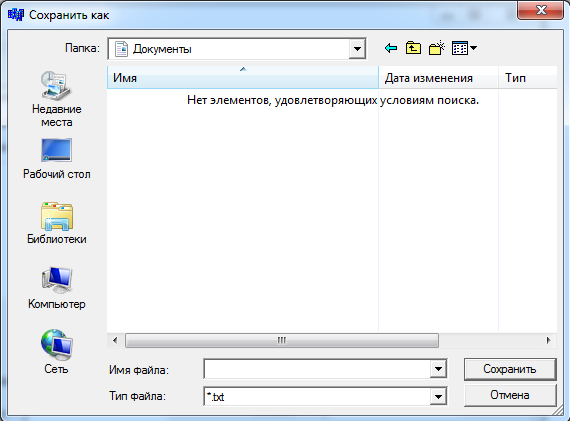 Сохранить как
Папка:
Документы
Имя
Дата изменения
Тип
Нет элементов, удовлетворяющих условиям поиска.
Недавние
места
Рабочий стол
Библиотеки
Компьютер
Сеть
Имя файла:
Сохранить
Тип файла:
*.txt
Отмена